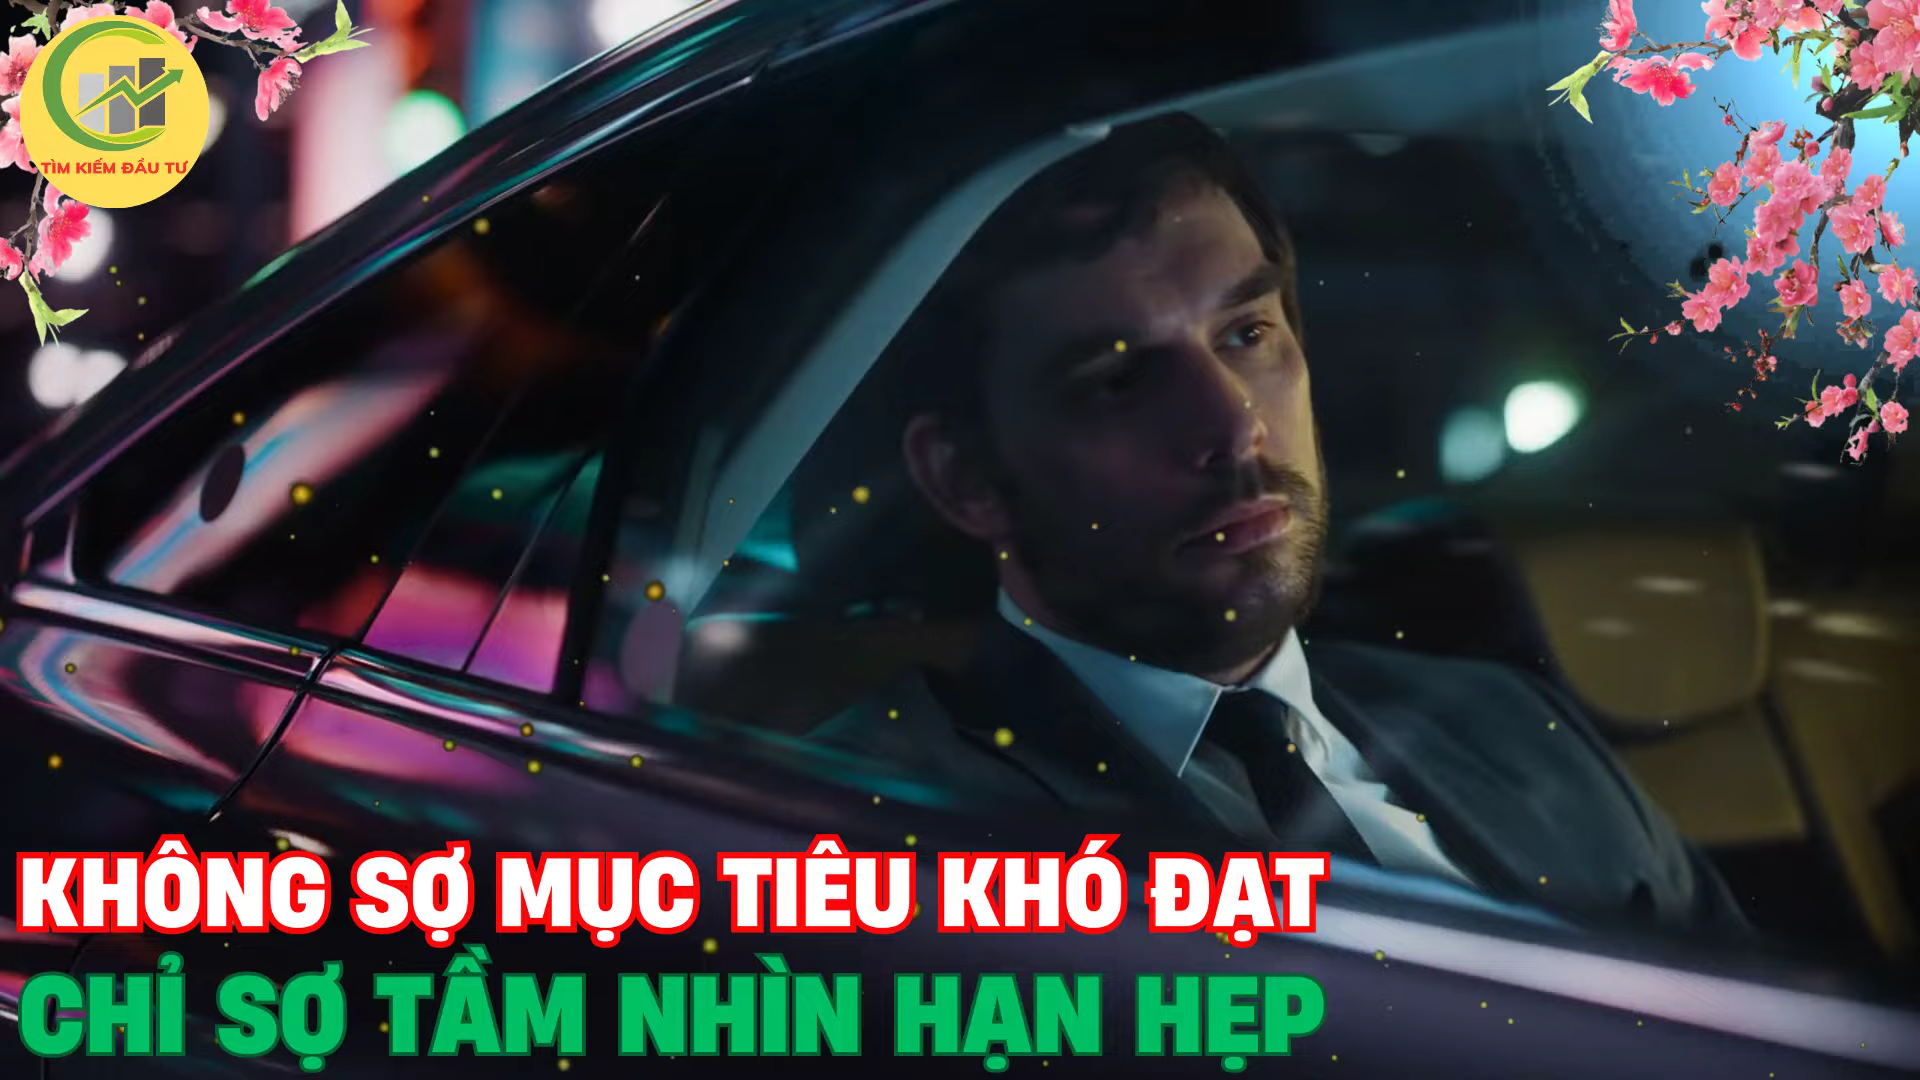 TÌM KIẾM ĐẦU TƯ
KHÔNG SỢ MỤC TIÊU KHÓ ĐẠT
CHỈ SỢ TẦM NHÌN HẠN HẸP